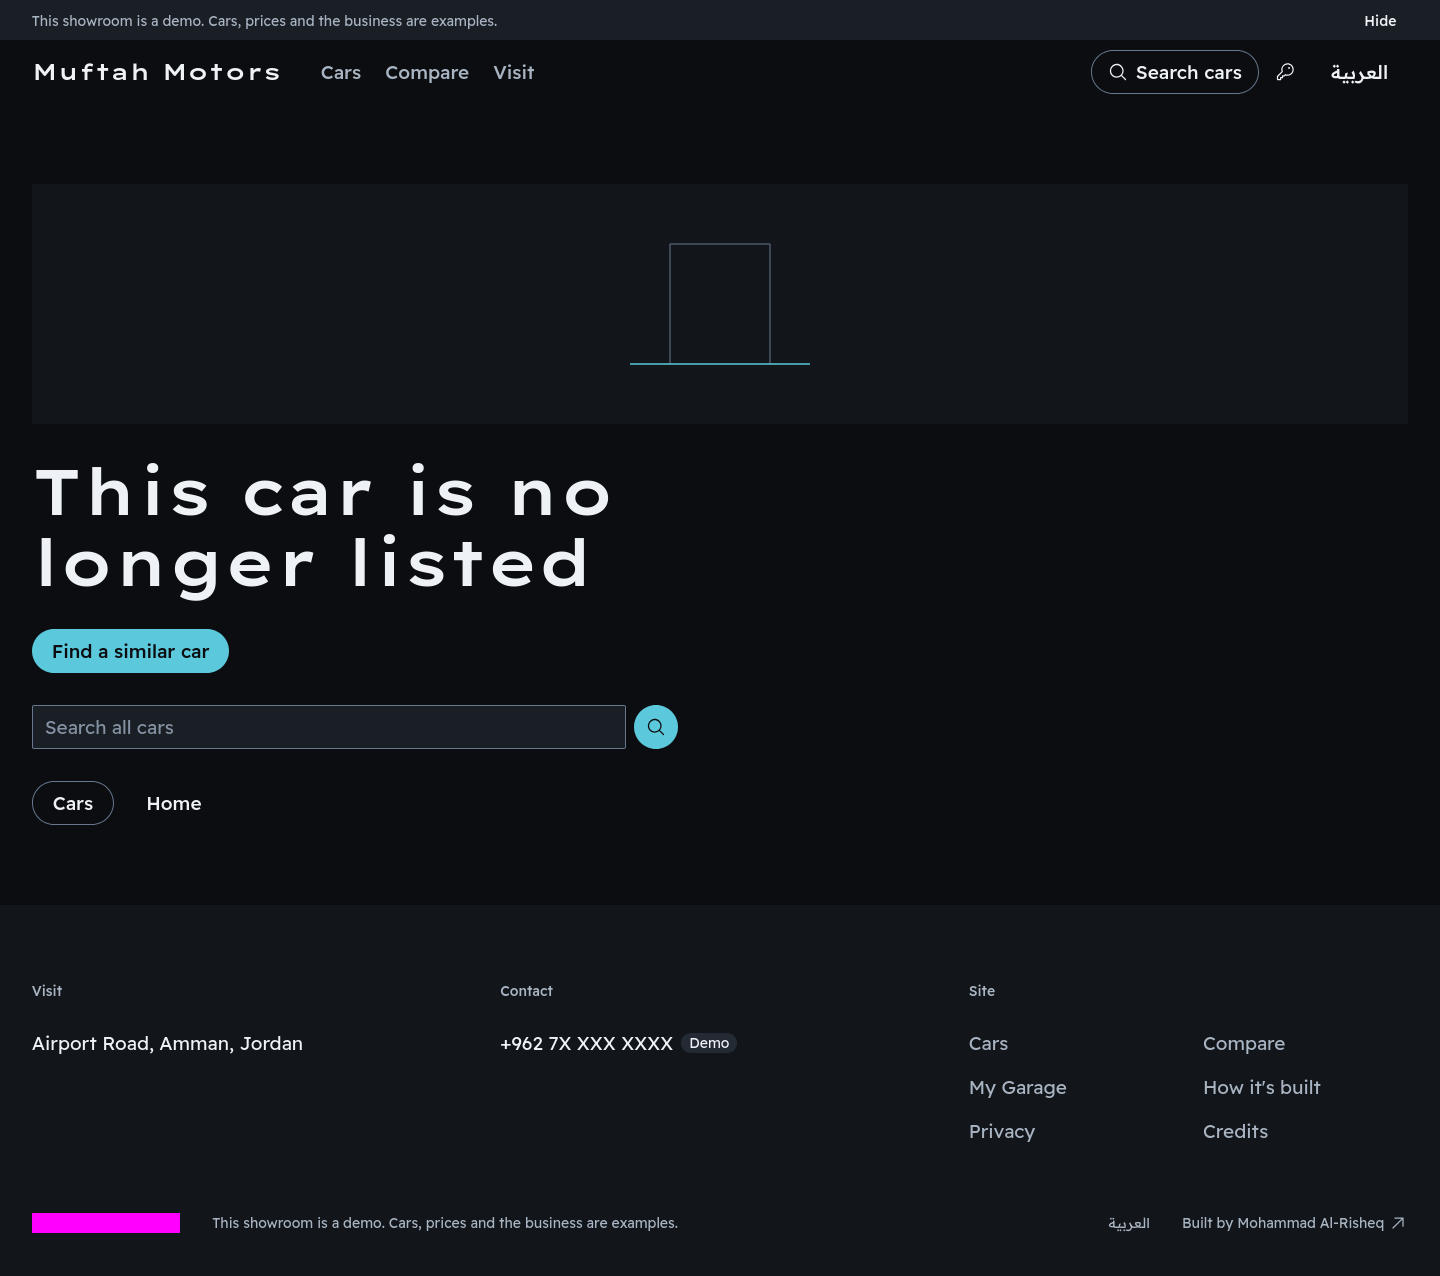 This showroom is a demo. Cars, prices and the business are examples.
Hide
Muftah Motors
Cars
Compare
Visit
Search cars
العربية
This car is no
longer listed
Find a similar car
Search all cars
Cars
Home
Visit
Contact
Site
Airport Road, Amman, Jordan
+962 7X XXX XXXX Demo
Cars
Compare
My Garage
How it's built
Privacy
Credits
This showroom is a demo. Cars, prices and the business are examples.
العربية
Built by Mohammad Al-Risheq